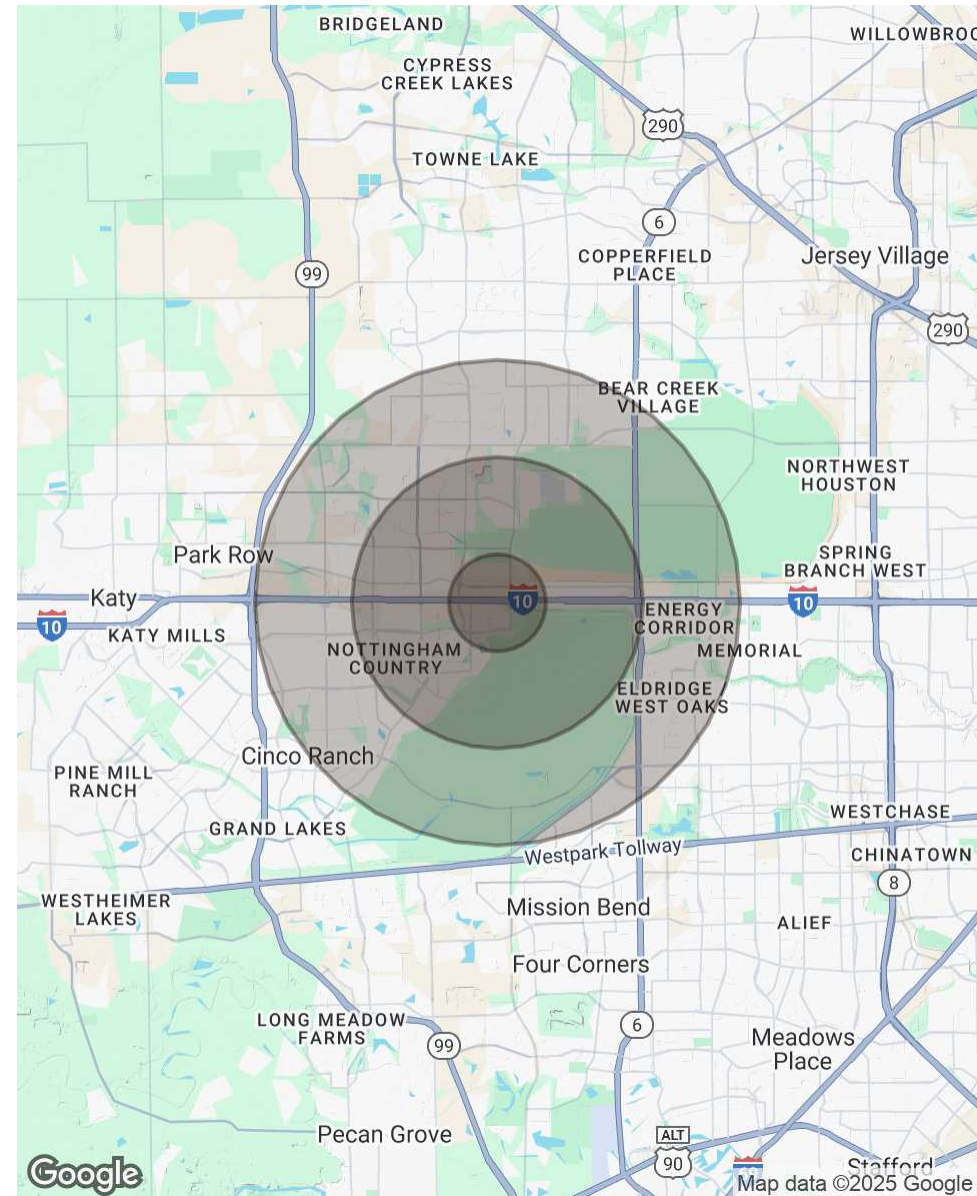 BRIDGELAND
WILLOWBROO
CYPRESS
CREEK LAKES
290
TOWNE LAKE
6
COPPERFIELD
PLACE
Jersey Village
99
290
BEAR CREEK
VILLAGE
NORTHWEST
HOUSTON
Park Row
SPRING
BRANCH WEST
Katy
10
10
10
KATY MILLS
ENERGY
CORRIDOR
NOTTINGHAM
COUNTRY
MEMORIAL
ELDRIDGE
WEST OAKS
Cinco Ranch
PINE MILL
RANCH
GRAND LAKES
WESTCHASE
Westpark Tollway
CHINATOWN
8
WESTHEIMER
LAKES
Mission Bend
ALIEF
Four Corners
LONG MEADOW
FARMS
6
99
Meadows
Place
Pecan Grove
ALT
90
Stafford
Google
Map data ©2025 Google